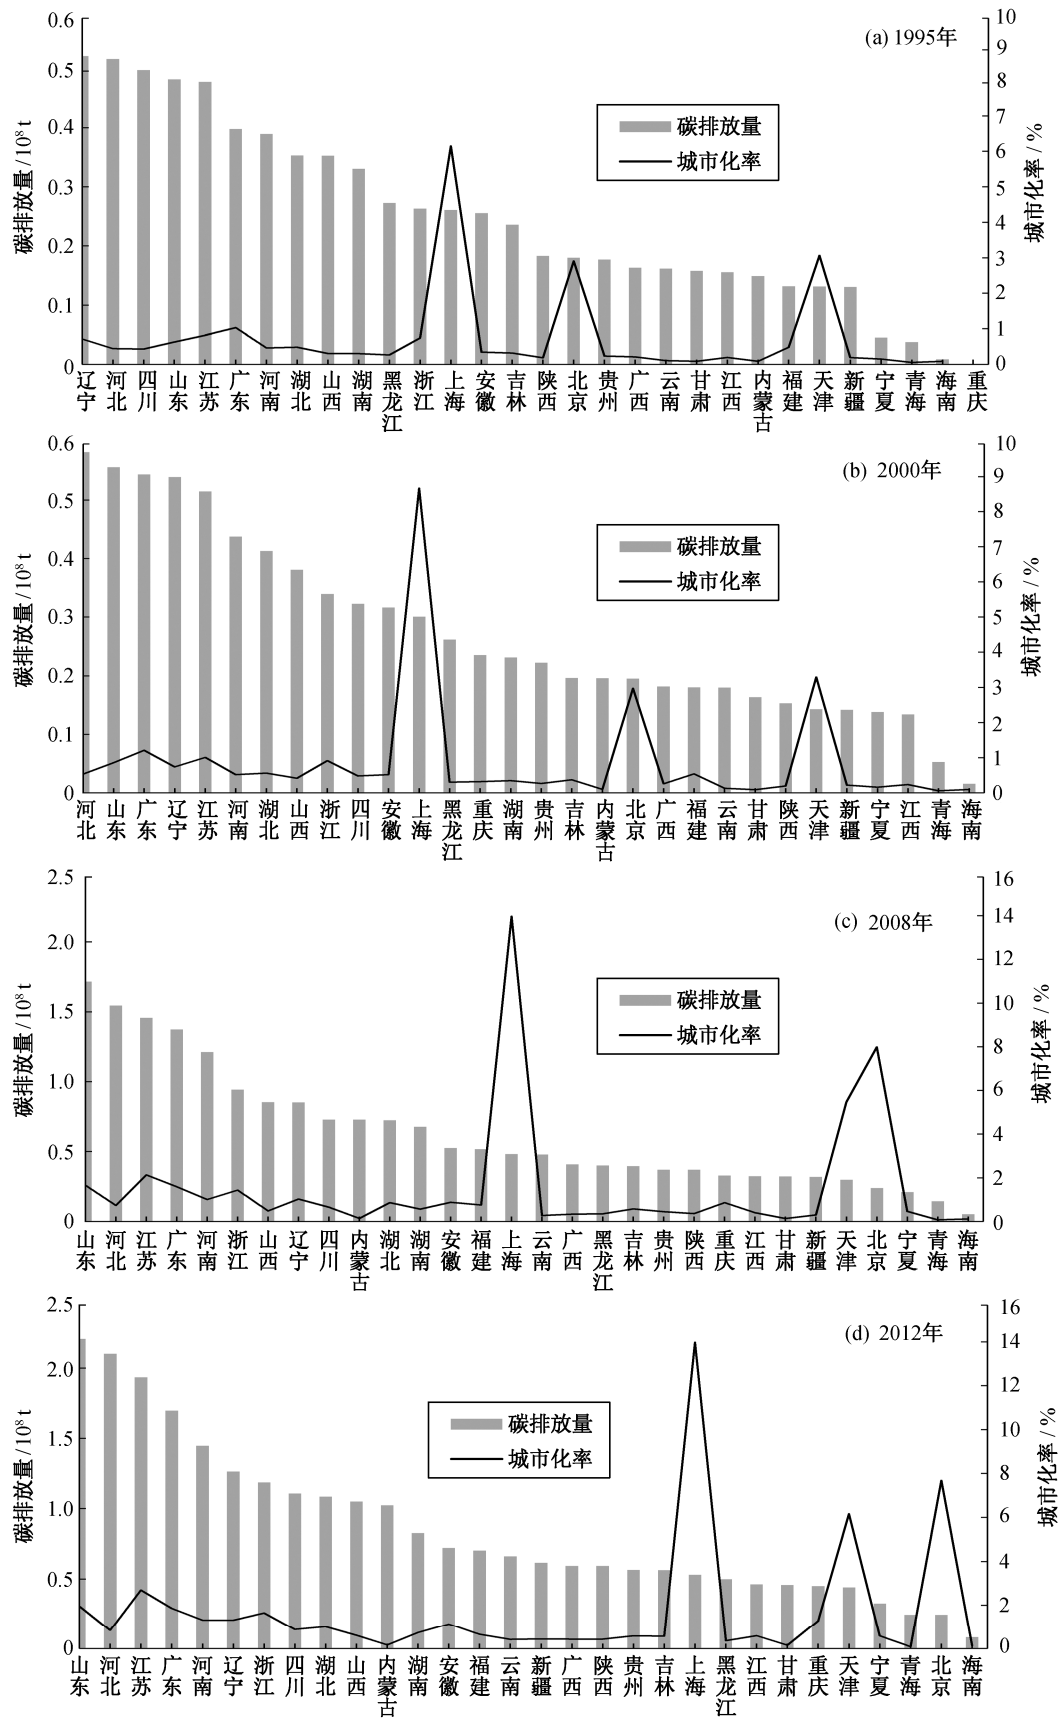 (a) 1995年
碳排放量/10⁸ t
城市化率/%
0.6
0.5
0.4
0.3
0.2
0.1
0
10
9
8
7
6
5
4
3
2
1
0
碳排放量
城市化率
辽宁 河北 四川 山东 江苏 广东 河南 湖北 山西 湖南 黑龙江 浙江 上海 安徽 吉林 陕西 北京 贵州 广西 云南 甘肃 江西 内蒙古 福建 天津 新疆 宁夏 青海 海南 重庆
(b) 2000年
碳排放量/10⁸ t
城市化率/%
0.6
0.5
0.4
0.3
0.2
0.1
0
10
9
8
7
6
5
4
3
2
1
0
碳排放量
城市化率
河北 山东 广东 辽宁 江苏 河南 湖北 山西 浙江 四川 安徽 上海 黑龙江 重庆 湖南 贵州 吉林 内蒙古 北京 广西 福建 云南 甘肃 陕西 天津 新疆 宁夏 江西 青海 海南
(c) 2008年
碳排放量/10⁸ t
城市化率/%
2.5
2.0
1.5
1.0
0.5
0
16
14
12
10
8
6
4
2
0
碳排放量
城市化率
山东 河北 江苏 广东 河南 浙江 山西 辽宁 四川 内蒙古 湖北 湖南 安徽 福建 上海 云南 广西 黑龙江 吉林 贵州 陕西 重庆 江西 甘肃 新疆 天津 北京 宁夏 青海 海南
(d) 2012年
碳排放量/10⁸ t
城市化率/%
2.5
2.0
1.5
1.0
0.5
0
16
14
12
10
8
6
4
2
0
碳排放量
城市化率
山东 河北 江苏 广东 河南 辽宁 浙江 四川 湖北 山西 内蒙古 湖南 安徽 福建 云南 新疆 广西 陕西 贵州 吉林 上海 黑龙江 江西 甘肃 重庆 天津 宁夏 青海 北京 海南